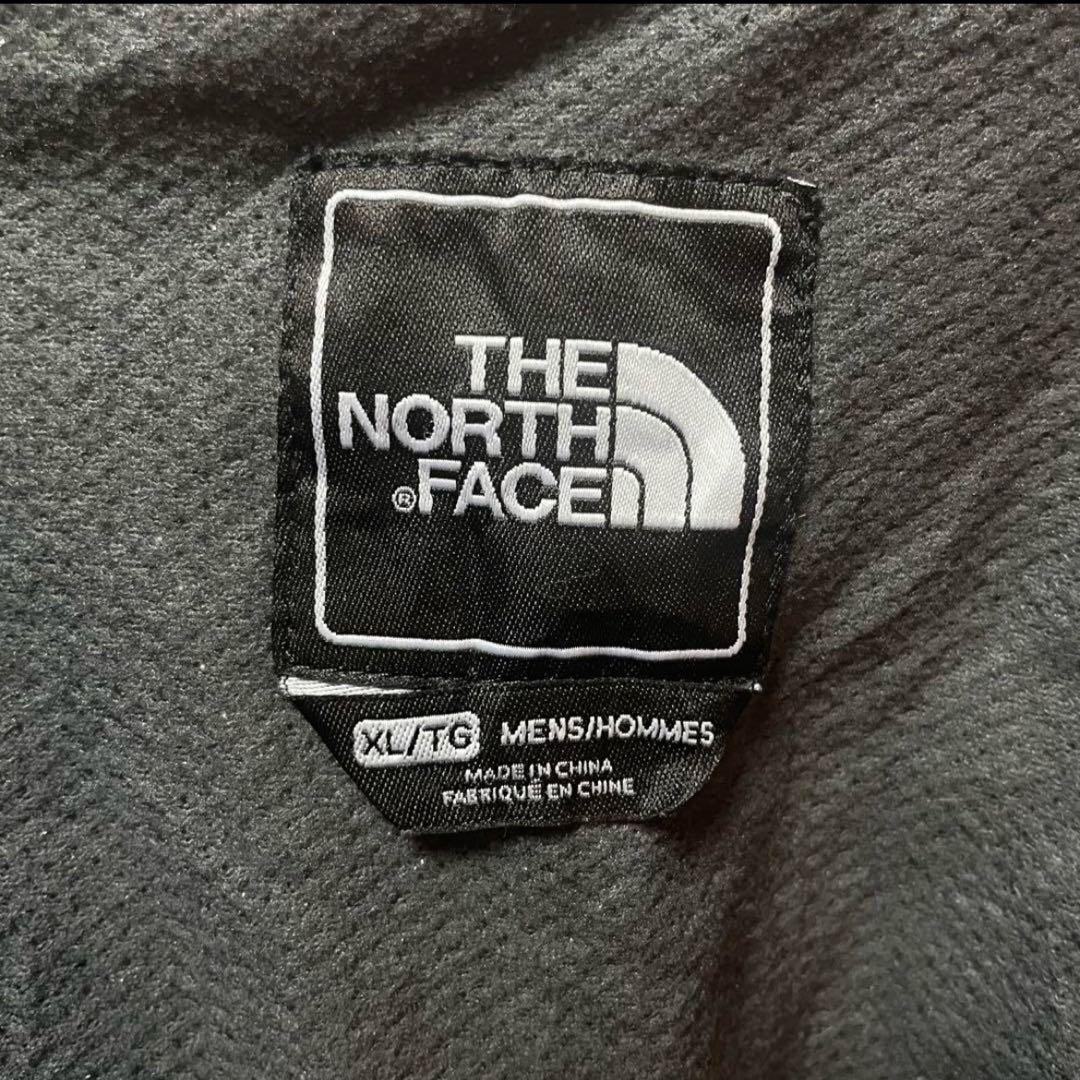 THE
NORTH
®FACE
XL/TG MENS/HOMMES
MADE IN CHINA
FABRIQUÉ EN CHINE